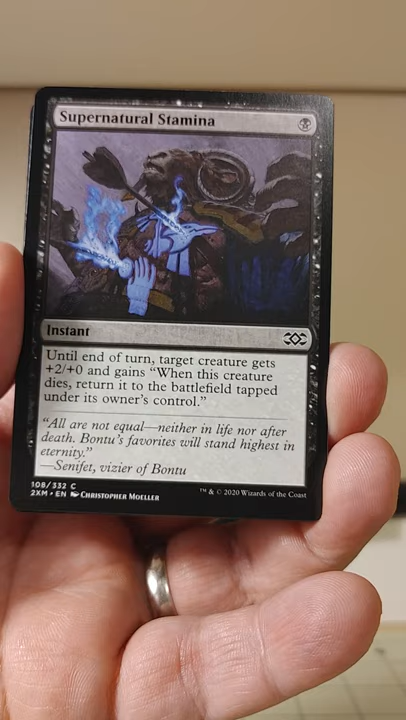 Supernatural Stamina
Instant
Until end of turn, target creature gets
+2/+0 and gains “When this creature
dies, return it to the battlefield tapped
under its owner’s control.”
“All are not equal—neither in life nor after
death. Bontu’s favorites will stand highest in
eternity.”
—Senifet, vizier of Bontu
108/332 C
2XM • EN Christopher Moeller
™ & © 2020 Wizards of the Coast